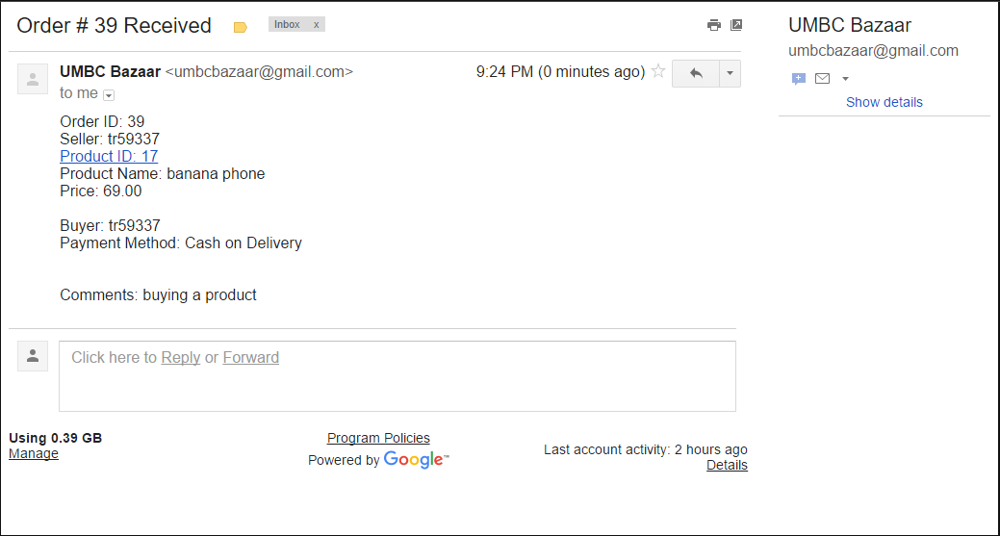 Order # 39 Received
Inbox x
UMBC Bazaar <umbcbazaar@gmail.com>
9:24 PM (0 minutes ago)
to me
Order ID: 39
Seller: tr59337
Product ID: 17
Product Name: banana phone
Price: 69.00
Buyer: tr59337
Payment Method: Cash on Delivery
Comments: buying a product
Click here to Reply or Forward
Using 0.39 GB
Manage
Program Policies
Powered by Google™
Last account activity: 2 hours ago
Details
UMBC Bazaar
umbcbazaar@gmail.com
Show details